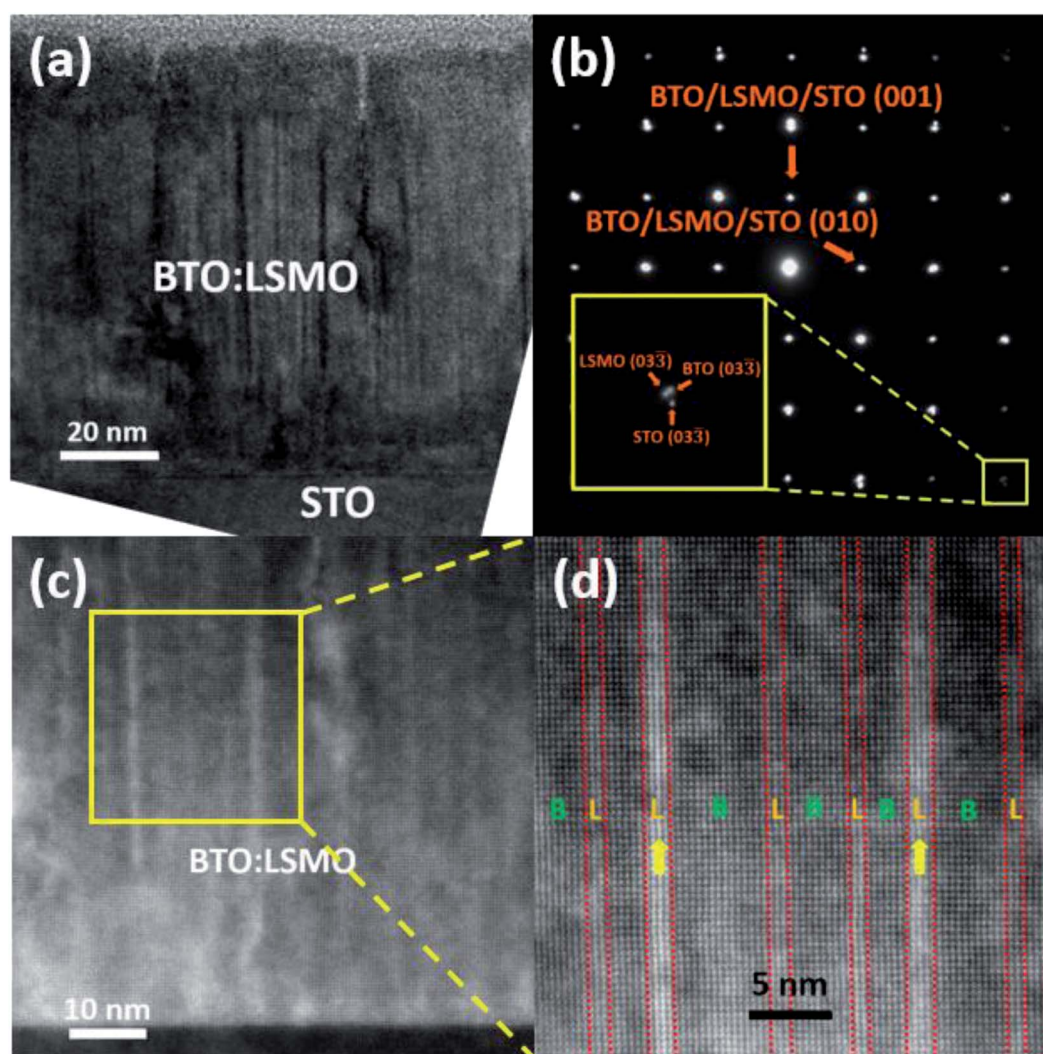 (a)
BTO:LSMO
20 nm
STO
(b)
BTO/LSMO/STO (001)
BTO/LSMO/STO (010)
LSMO (033̅)
BTO (033̅)
STO (033̅)
(c)
BTO:LSMO
10 nm
(d)
B L L B L B L B L B L
5 nm